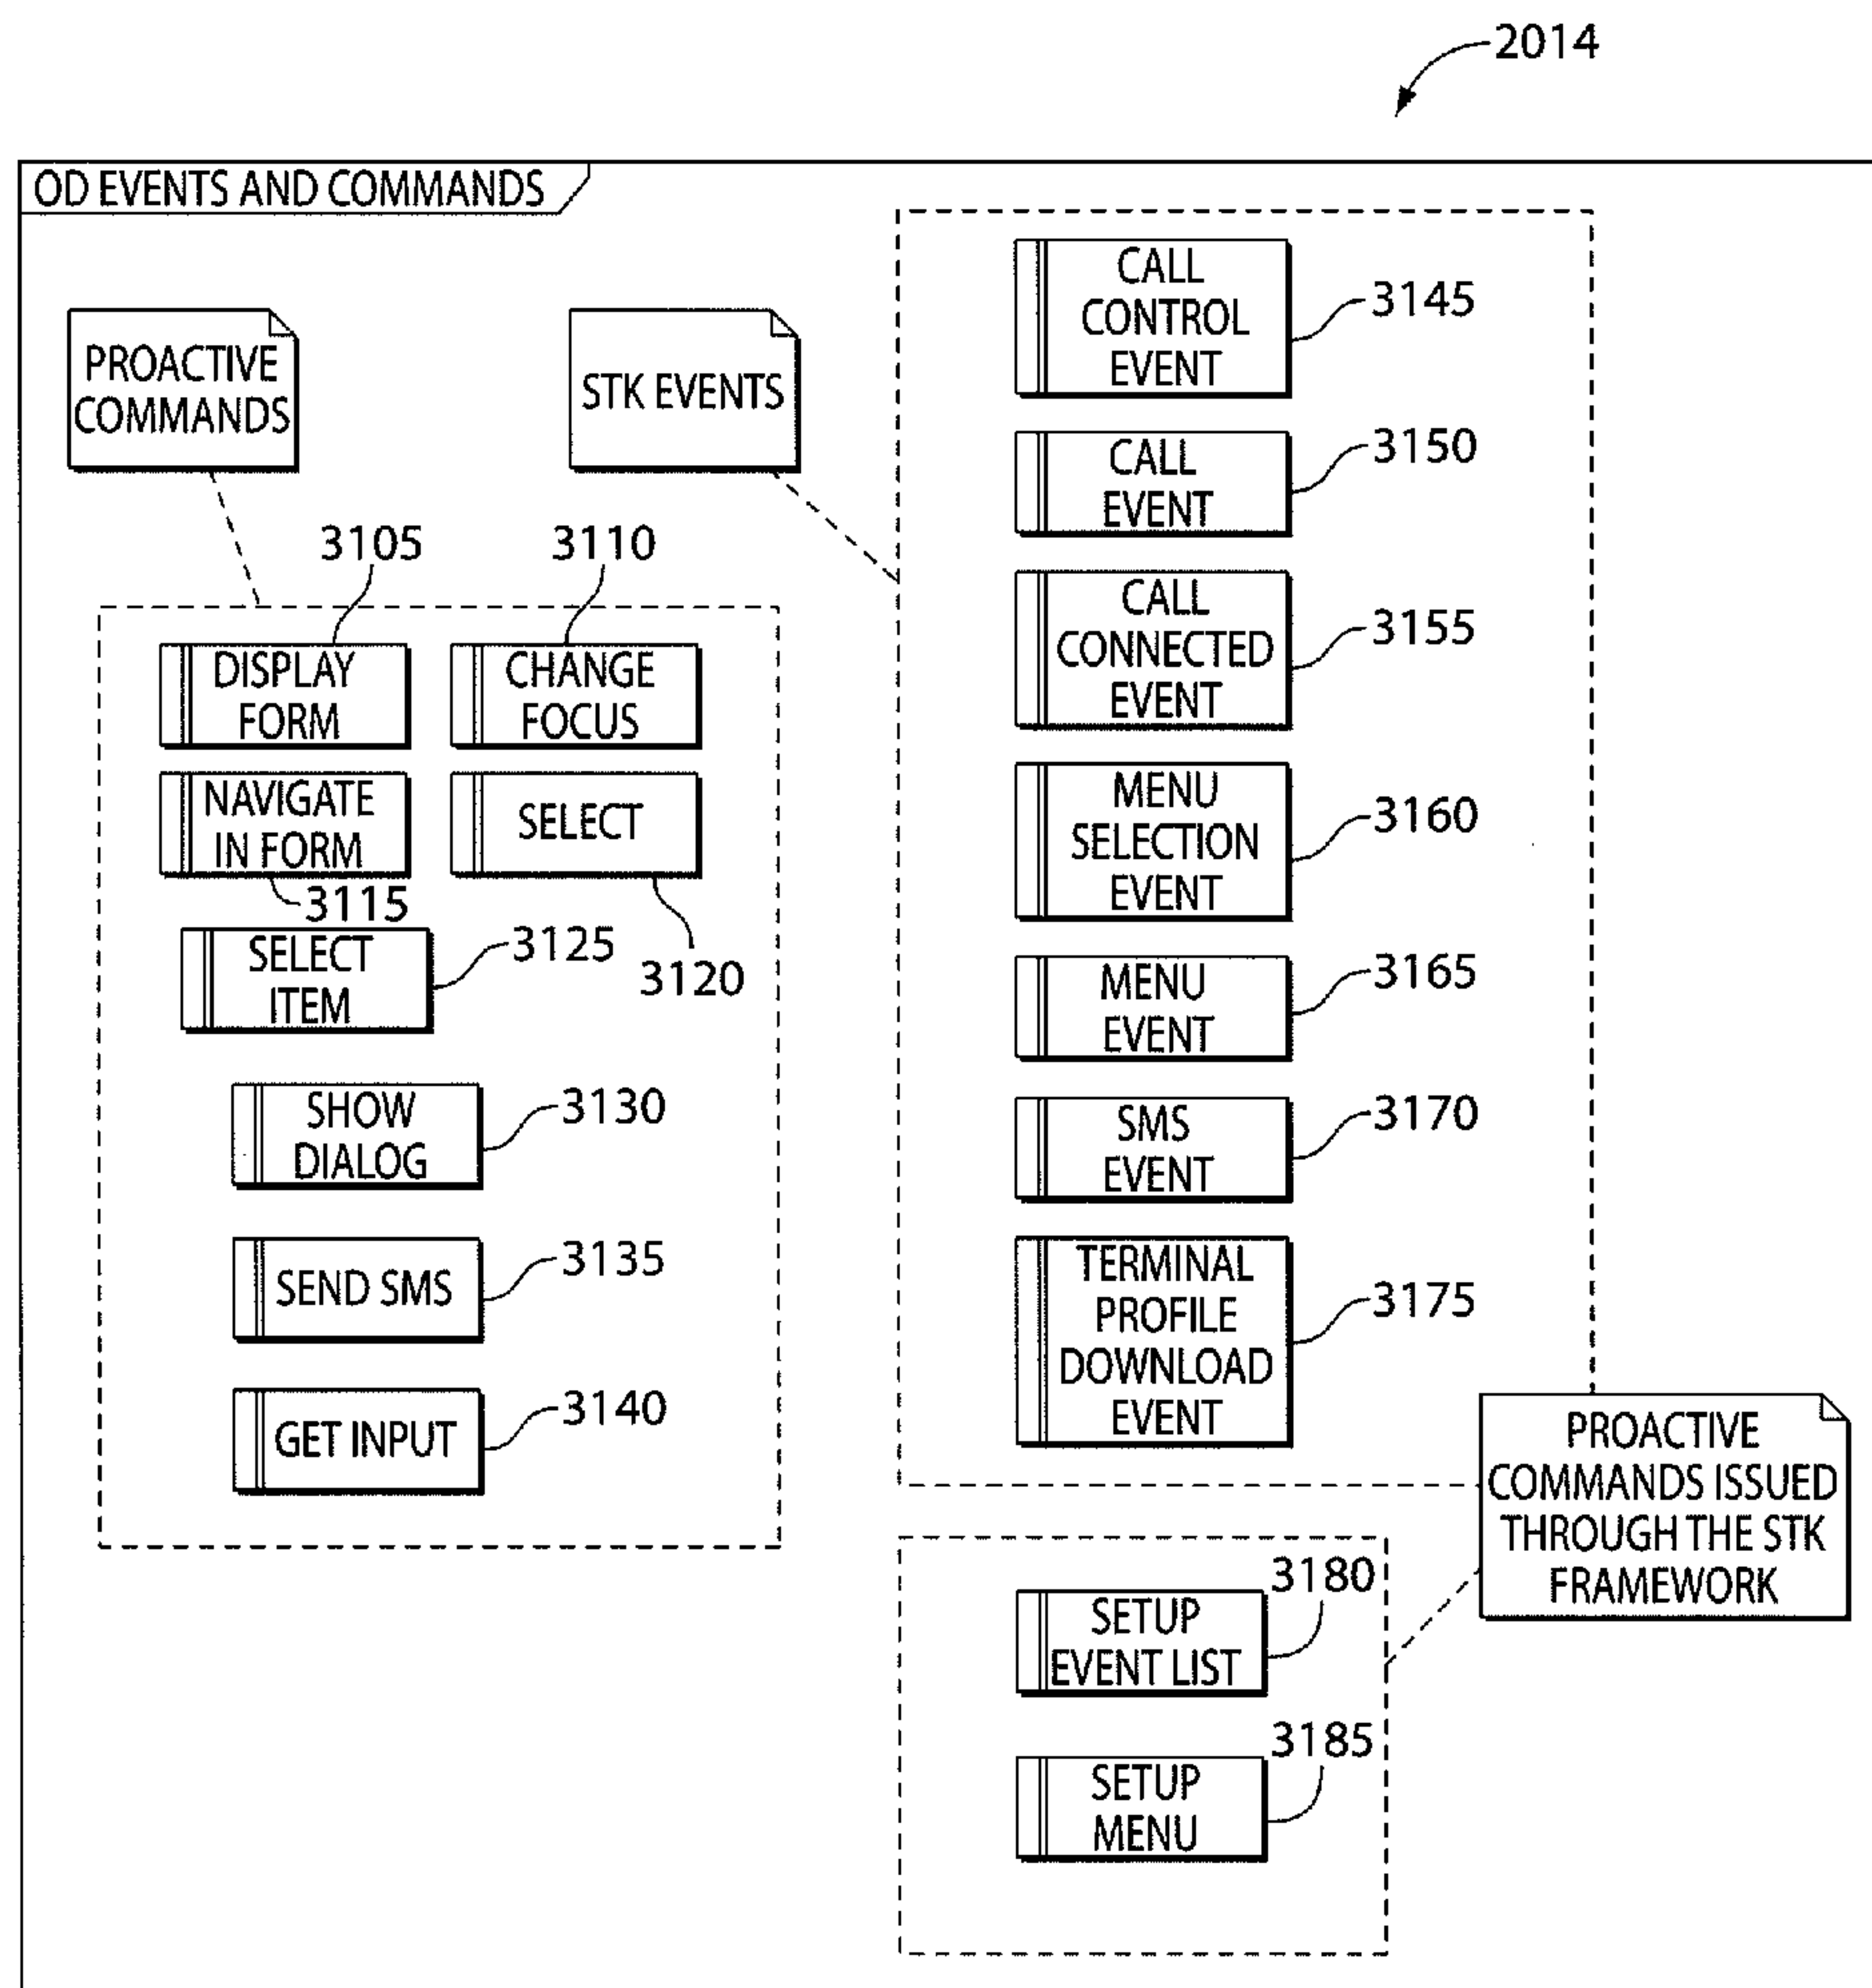 2014
OD EVENTS AND COMMANDS
PROACTIVE
COMMANDS
STK EVENTS
3105
3110
DISPLAY
FORM
CHANGE
FOCUS
NAVIGATE
IN FORM
SELECT
3115
3120
SELECT
ITEM
3125
SHOW
DIALOG
3130
SEND SMS
3135
GET INPUT
3140
CALL
CONTROL
EVENT
3145
CALL
EVENT
3150
CALL
CONNECTED
EVENT
3155
MENU
SELECTION
EVENT
3160
MENU
EVENT
3165
SMS
EVENT
3170
TERMINAL
PROFILE
DOWNLOAD
EVENT
3175
PROACTIVE
COMMANDS ISSUED
THROUGH THE STK
FRAMEWORK
3180
SETUP
EVENT LIST
3185
SETUP
MENU